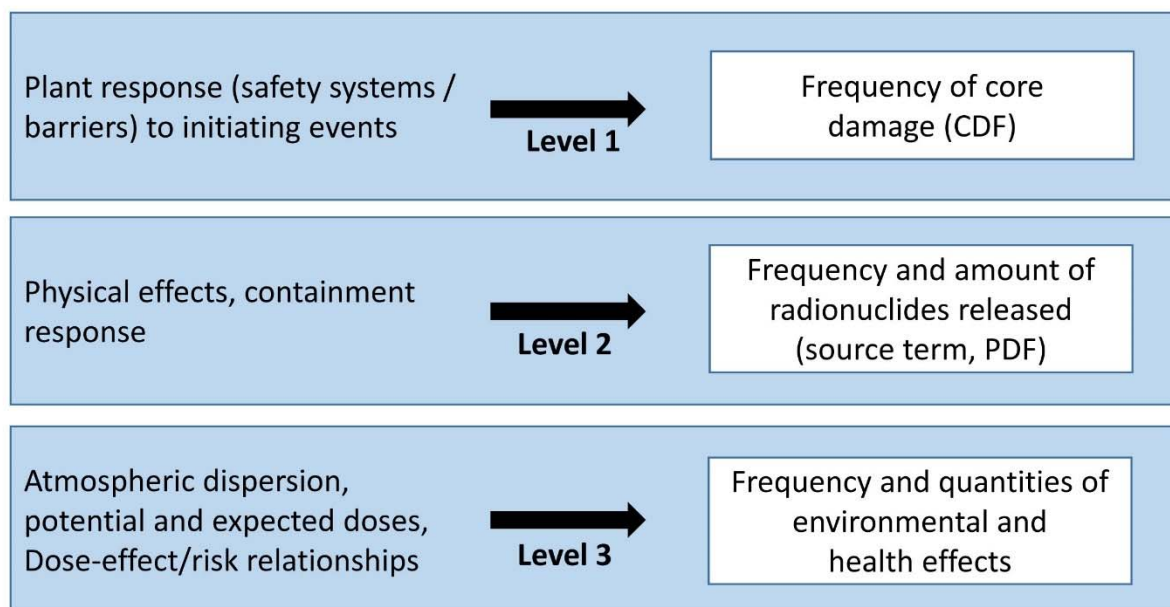 Plant response (safety systems /
barriers) to initiating events
Level 1
Frequency of core
damage (CDF)
Physical effects, containment
response
Level 2
Frequency and amount of
radionuclides released
(source term, PDF)
Atmospheric dispersion,
potential and expected doses,
Dose-effect/risk relationships
Level 3
Frequency and quantities of
environmental and
health effects